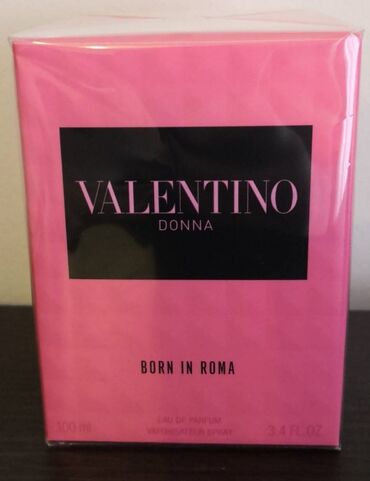 VALENTINO
DONNA
BORN IN ROMA
EAU DE PARFUM
100 ml VAPORISATEUR SPRAY 3.4 FL.OZ